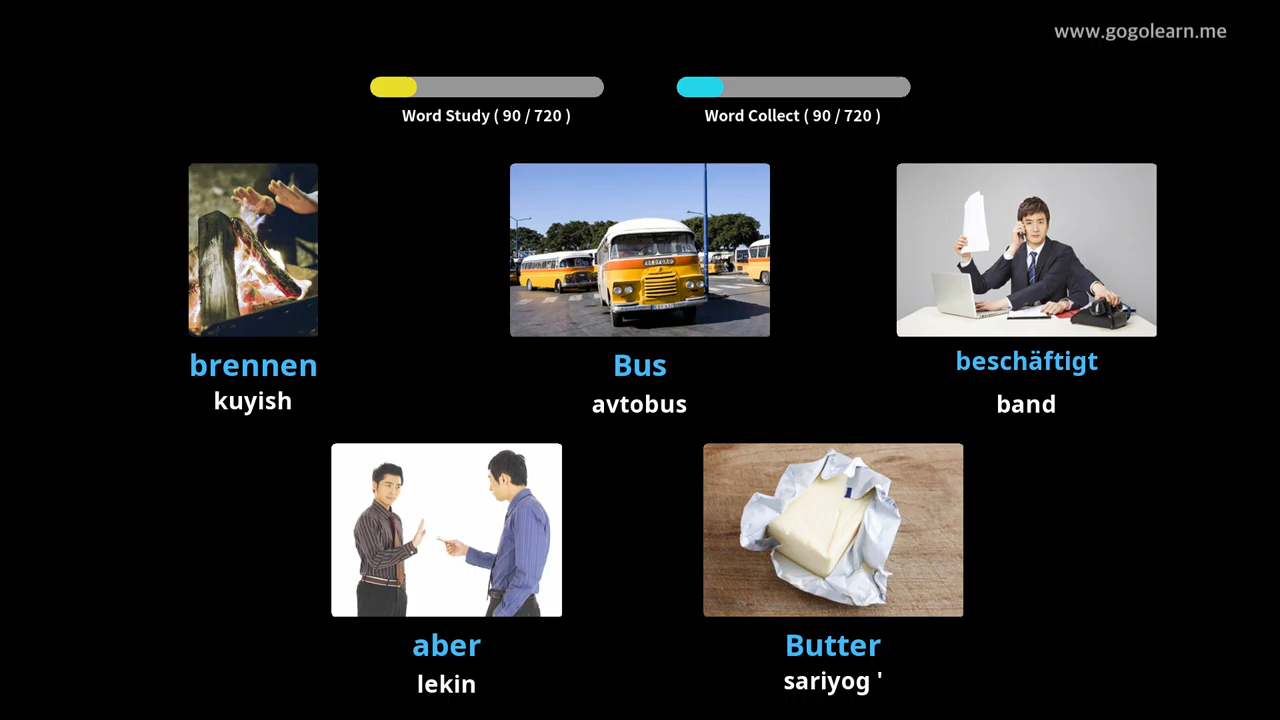 www.gogolearn.me
Word Study ( 90 / 720 )
Word Collect ( 90 / 720 )
brennen
kuyish
Bus
avtobus
beschäftigt
band
aber
lekin
Butter
sariyog '